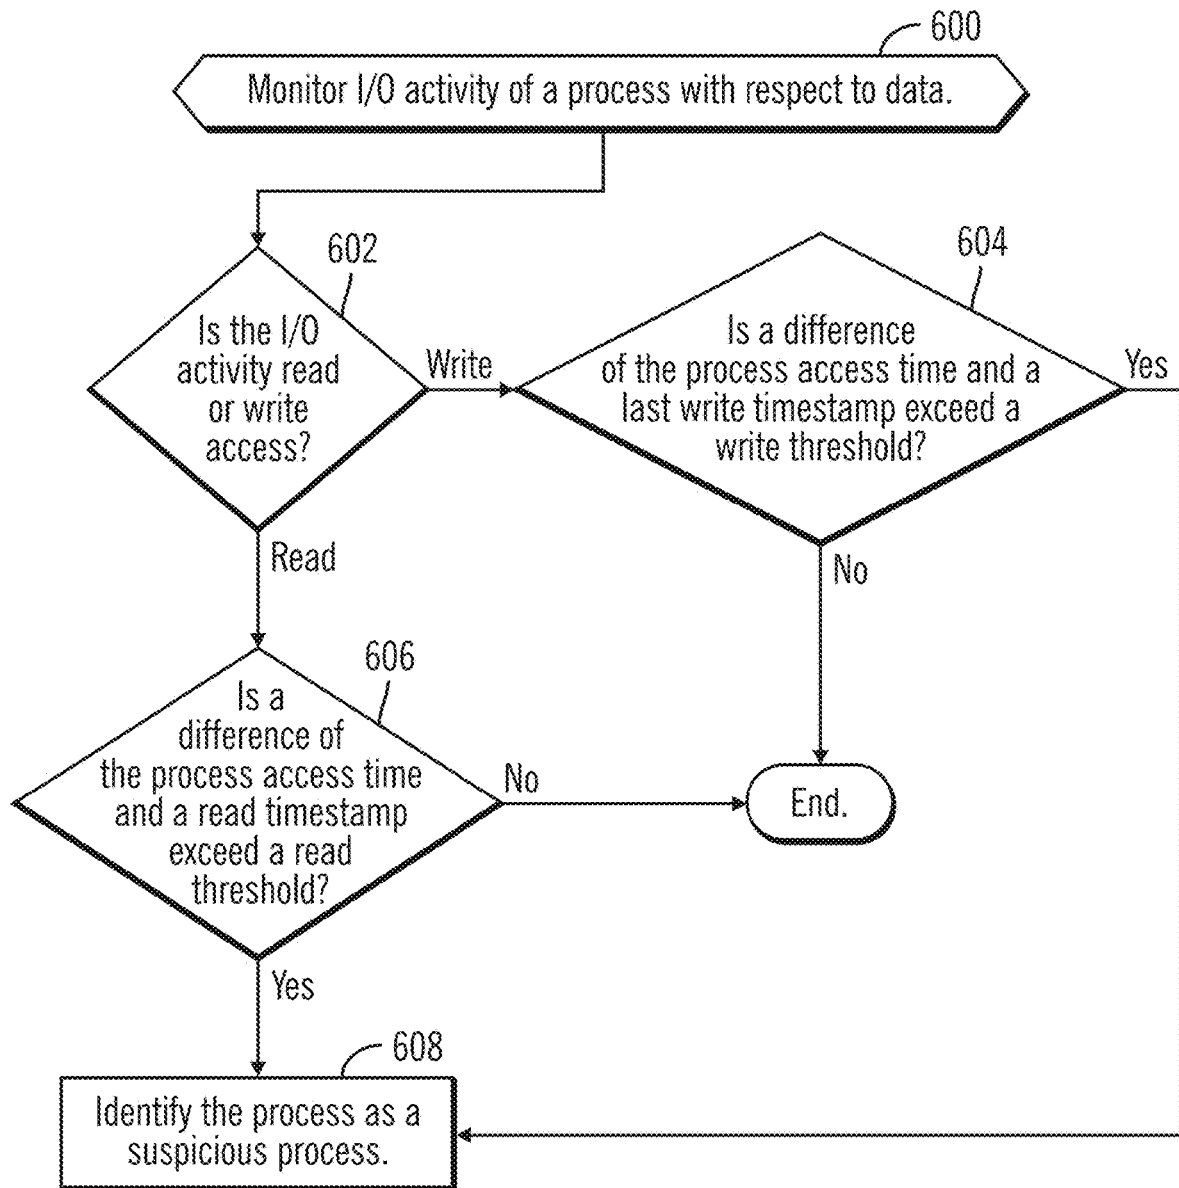 600
Monitor I/O activity of a process with respect to data.
602
Is the I/O
activity read
or write
access?
Write
604
Is a difference
of the process access time and a
last write timestamp exceed a
write threshold?
Yes
No
Read
606
Is a
difference of
the process access time
and a read timestamp
exceed a read
threshold?
No
End.
Yes
608
Identify the process as a
suspicious process.